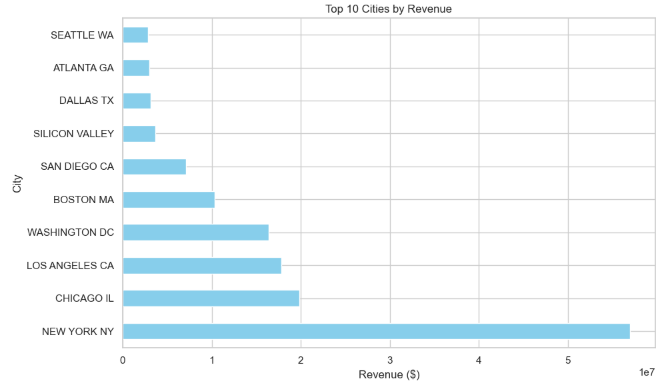 Top 10 Cities by Revenue
SEATTLE WA
ATLANTA GA
DALLAS TX
SILICON VALLEY
SAN DIEGO CA
BOSTON MA
WASHINGTON DC
LOS ANGELES CA
CHICAGO IL
NEW YORK NY
City
0 1 2 3 4 5
1e7
Revenue ($)